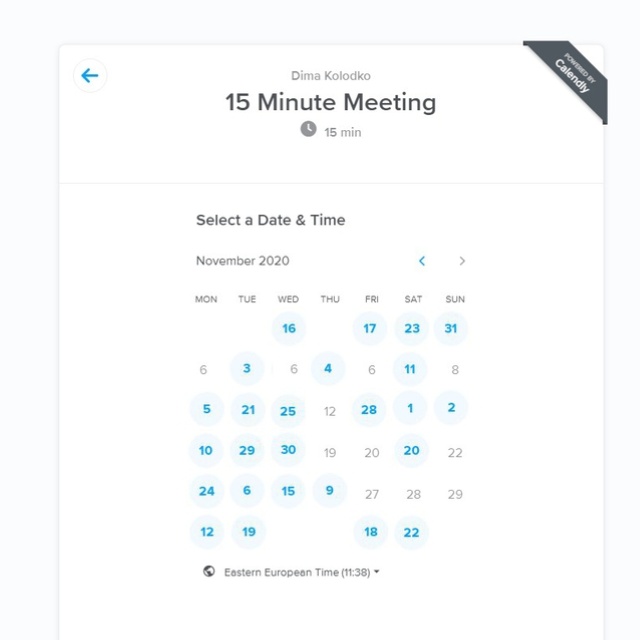 POWERED BY
Calendly
Dima Kolodko
15 Minute Meeting
15 min
Select a Date & Time
November 2020
MON TUE WED THU FRI SAT SUN
16 17 23 31
6 3 6 4 6 11 8
5 21 25 12 28 1 2
10 29 30 19 20 20 22
24 6 15 9 27 28 29
12 19 18 22
Eastern European Time (11:38)